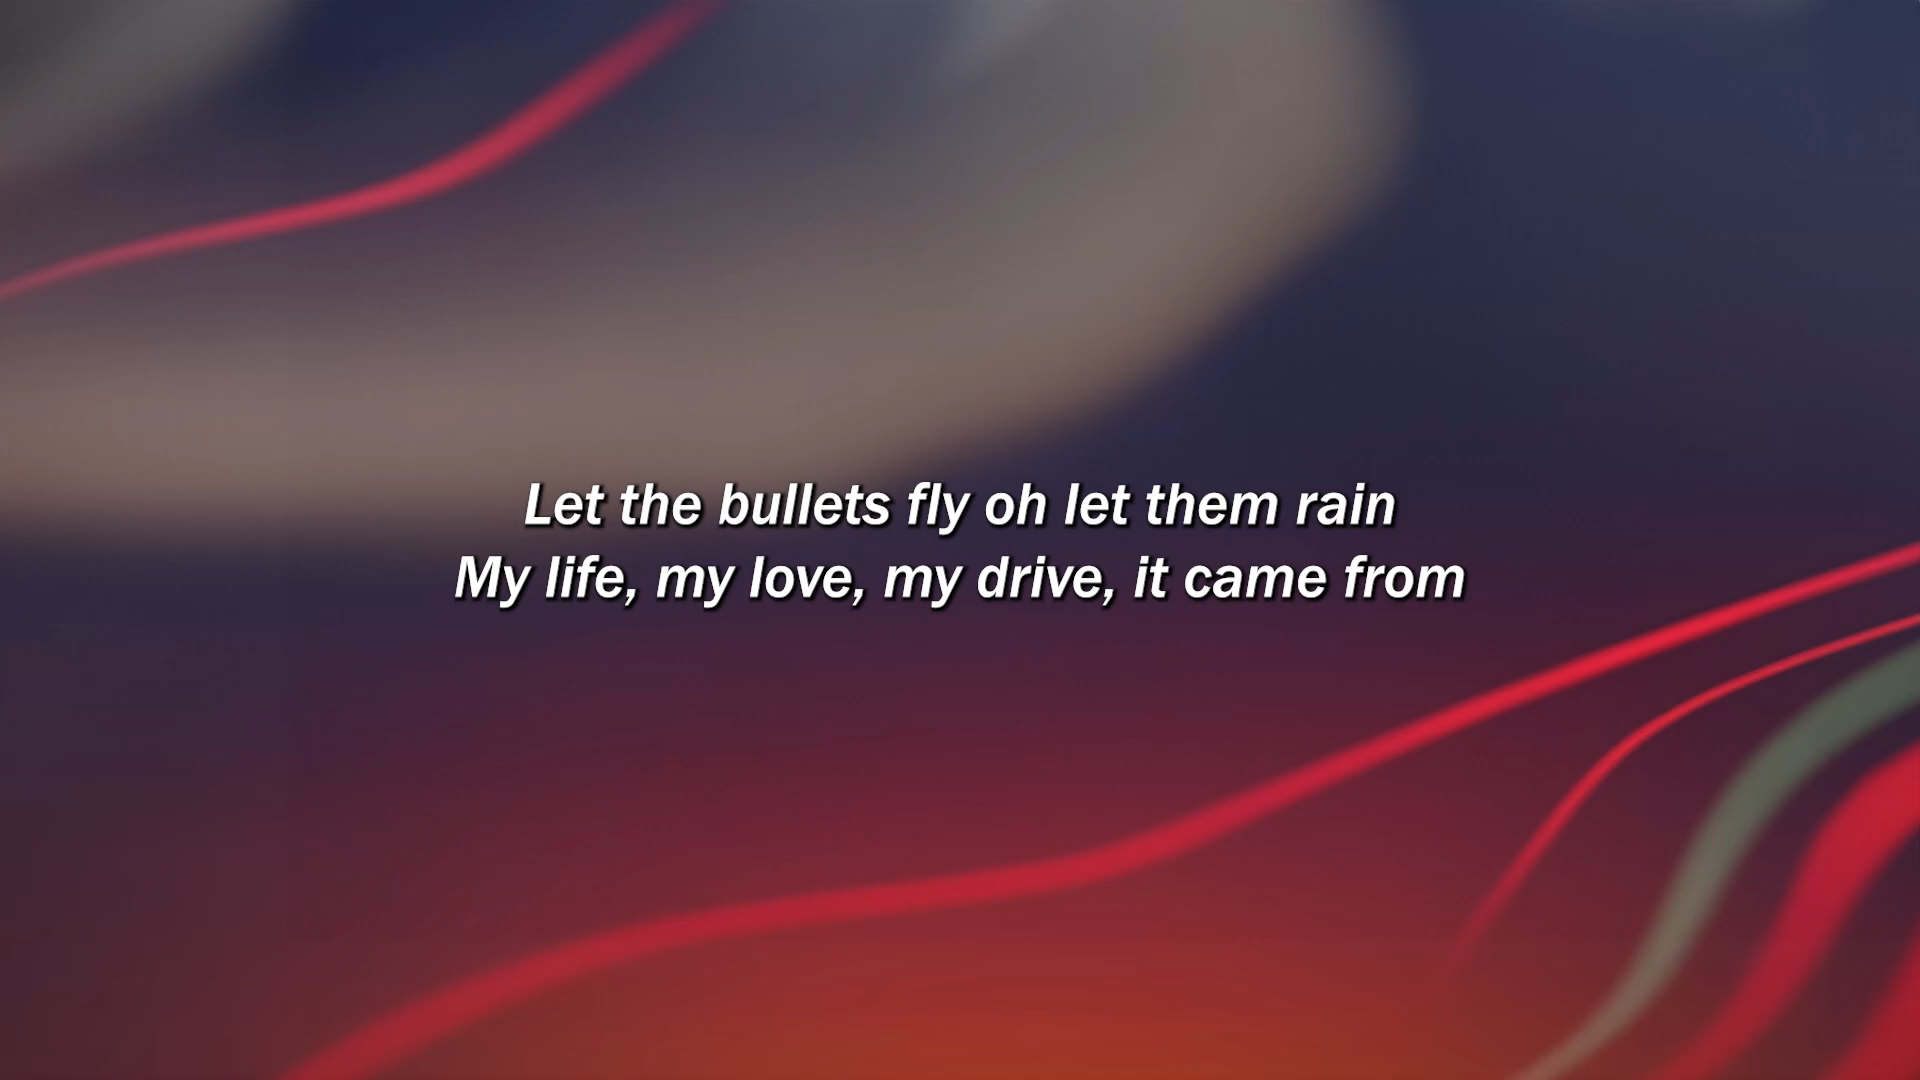 Let the bullets fly oh let them rain
My life, my love, my drive, it came from